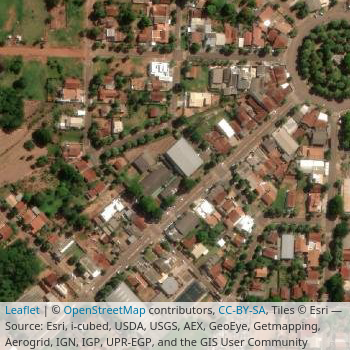 Leaflet | © OpenStreetMap contributors, CC-BY-SA, Tiles © Esri —
Source: Esri, i-cubed, USDA, USGS, AEX, GeoEye, Getmapping,
Aerogrid, IGN, IGP, UPR-EGP, and the GIS User Community